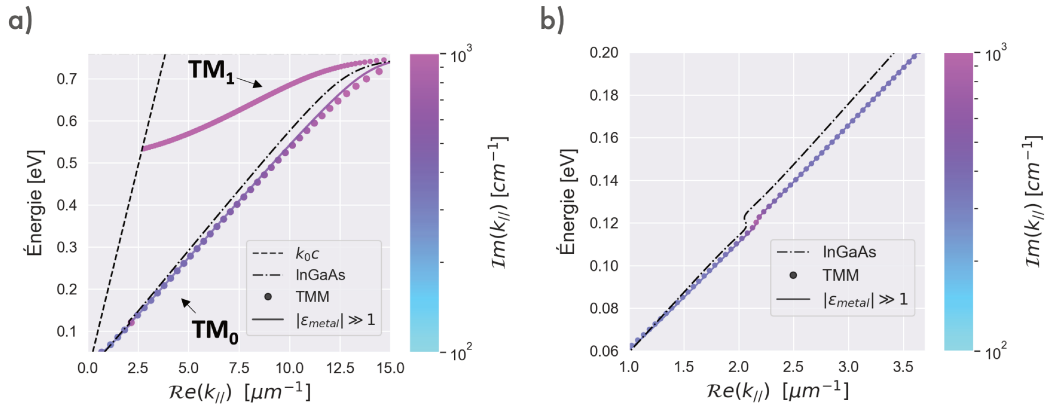 a)
TM₁
TM₀
0.7
0.6
0.5
0.4
0.3
0.2
0.1
Énergie [eV]
0.0 2.5 5.0 7.5 10.0 12.5 15.0
Re(k//) [μm⁻¹]
k₀c
InGaAs
TMM
|ε_metal| ≫ 1
10³
10²
Im(k//) [cm⁻¹]
b)
0.20
0.18
0.16
0.14
0.12
0.10
0.08
0.06
Énergie [eV]
1.0 1.5 2.0 2.5 3.0 3.5
Re(k//) [μm⁻¹]
InGaAs
TMM
|ε_metal| ≫ 1
10³
10²
Im(k//) [cm⁻¹]